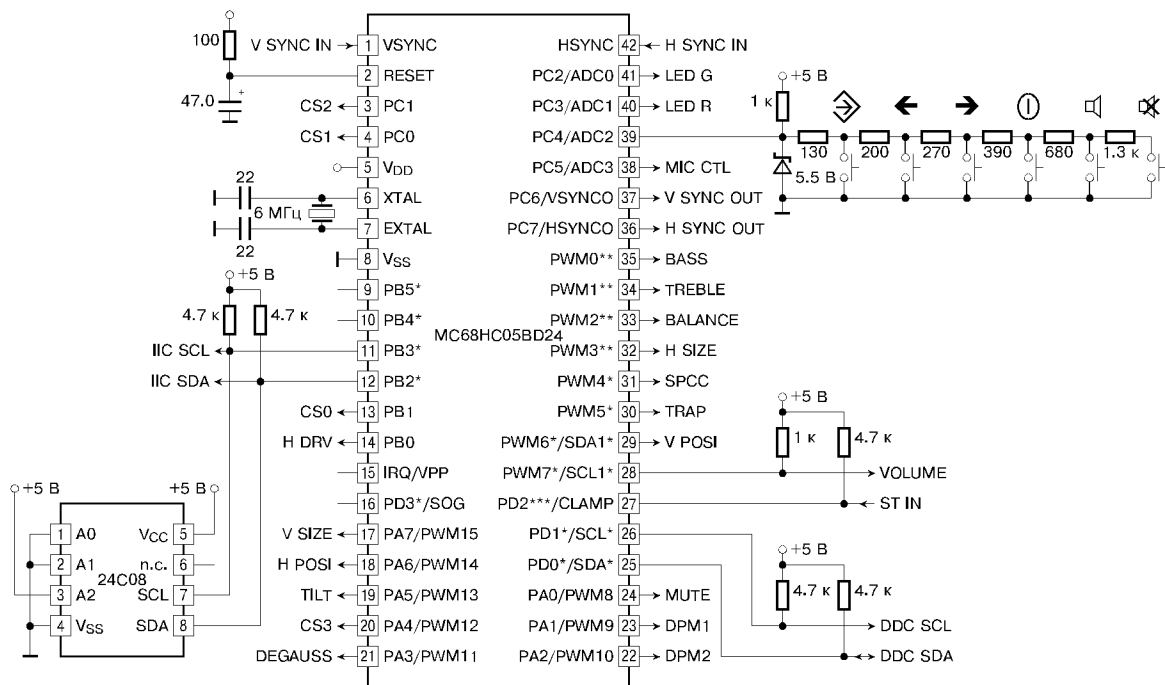 100
V SYNC IN
1
VSYNC
HSYNC
42
H SYNC IN
2
RESET
PC2/ADC0
41
LED G
+5 В
47.0
+
CS2
3
PC1
PC3/ADC1
40
LED R
1 к
CS1
4
PC0
PC4/ADC2
39
130
200
270
390
680
1.3 к
5
VDD
PC5/ADC3
38
MIC CTL
5.5 В
22
6
XTAL
PC6/VSYNCO
37
V SYNC OUT
6 МГц
7
EXTAL
PC7/HSYNCO
36
H SYNC OUT
22
8
VSS
PWM0**
35
BASS
+5 В
9
PB5*
PWM1**
34
TREBLE
4.7 к
4.7 к
10
PB4*
PWM2**
33
BALANCE
MC68HC05BD24
IIC SCL
11
PB3*
PWM3**
32
H SIZE
IIC SDA
12
PB2*
PWM4*
31
SPCC
+5 В
CS0
13
PB1
PWM5*
30
TRAP
H DRV
14
PB0
PWM6*/SDA1*
29
V POSI
1 к
4.7 к
15
IRQ/VPP
PWM7*/SCL1*
28
VOLUME
+5 В
+5 В
16
PD3*/SOG
PD2***/CLAMP
27
ST IN
1
A0
VCC
5
V SIZE
17
PA7/PWM15
PD1*/SCL*
26
+5 В
2
A1
n.c.
6
H POSI
18
PA6/PWM14
PD0*/SDA*
25
24C08
3
A2
SCL
7
TILT
19
PA5/PWM13
PA0/PWM8
24
MUTE
4.7 к
4.7 к
4
VSS
SDA
8
CS3
20
PA4/PWM12
PA1/PWM9
23
DPM1
DDC SCL
DEGAUSS
21
PA3/PWM11
PA2/PWM10
22
DPM2
DDC SDA